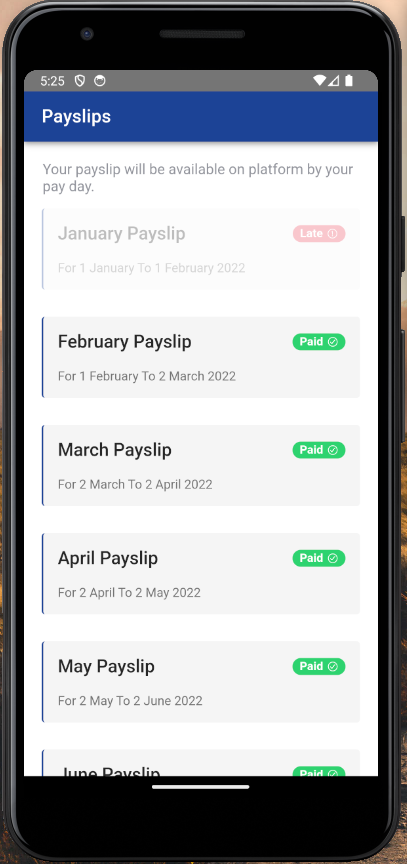 5:25
Payslips
Your payslip will be available on platform by your
pay day.
January Payslip
Late
For 1 January To 1 February 2022
February Payslip
Paid
For 1 February To 2 March 2022
March Payslip
Paid
For 2 March To 2 April 2022
April Payslip
Paid
For 2 April To 2 May 2022
May Payslip
Paid
For 2 May To 2 June 2022
June Payslip
Paid